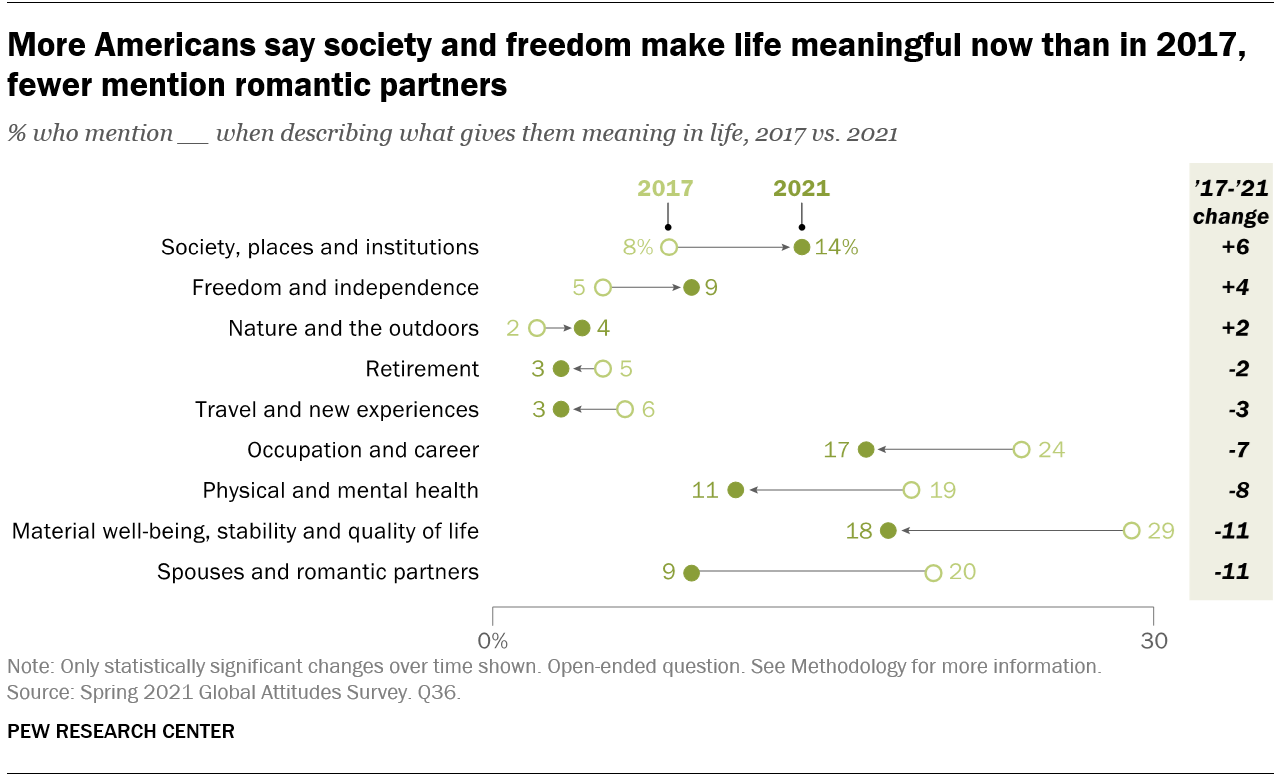 More Americans say society and freedom make life meaningful now than in 2017,
fewer mention romantic partners
% who mention __ when describing what gives them meaning in life, 2017 vs. 2021
2017 2021 ’17-’21
change
Society, places and institutions 8% 14% +6
Freedom and independence 5 9 +4
Nature and the outdoors 2 4 +2
Retirement 3 5 -2
Travel and new experiences 3 6 -3
Occupation and career 17 24 -7
Physical and mental health 11 19 -8
Material well-being, stability and quality of life 18 29 -11
Spouses and romantic partners 9 20 -11
0% 30
Note: Only statistically significant changes over time shown. Open-ended question. See Methodology for more information.
Source: Spring 2021 Global Attitudes Survey. Q36.
PEW RESEARCH CENTER